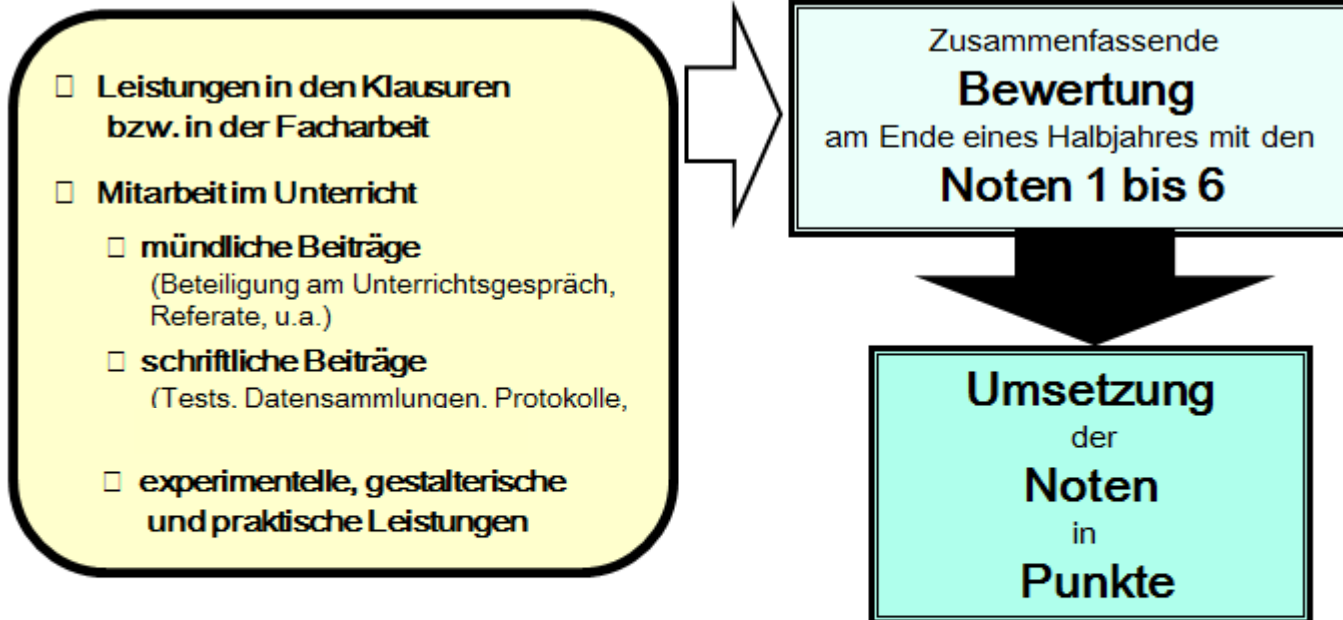 Leistungen in den Klausuren
bzw. in der Facharbeit
Mitarbeit im Unterricht
mündliche Beiträge
(Beteiligung am Unterrichtsgespräch,
Referate, u.a.)
schriftliche Beiträge
(Tests, Datensammlungen, Protokolle,
experimentelle, gestalterische
und praktische Leistungen
Zusammenfassende
Bewertung
am Ende eines Halbjahres mit den
Noten 1 bis 6
Umsetzung
der
Noten
in
Punkte